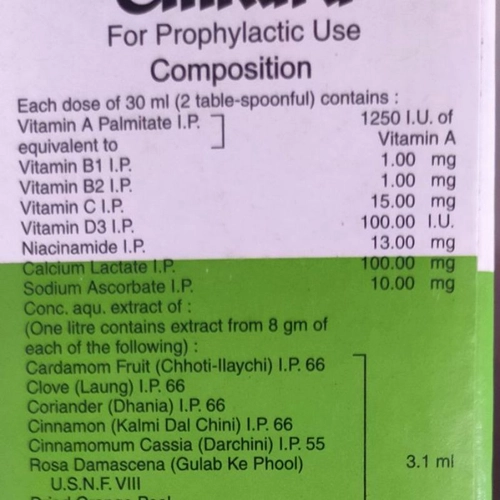 For Prophylactic Use
Composition
Each dose of 30 ml (2 table-spoonful) contains :
Vitamin A Palmitate I.P. 1250 I.U. of
equivalent to Vitamin A
Vitamin B1 I.P. 1.00 mg
Vitamin B2 I.P. 1.00 mg
Vitamin C I.P. 15.00 mg
Vitamin D3 I.P. 100.00 I.U.
Niacinamide I.P. 13.00 mg
Calcium Lactate I.P. 100.00 mg
Sodium Ascorbate I.P. 10.00 mg
Conc. aqu. extract of :
(One litre contains extract from 8 gm of
each of the following) :
Cardamom Fruit (Chhoti-Ilaychi) I.P. 66
Clove (Laung) I.P. 66
Coriander (Dhania) I.P. 66
Cinnamon (Kalmi Dal Chini) I.P. 66
Cinnamomum Cassia (Darchini) I.P. 55
Rosa Damascena (Gulab Ke Phool) 3.1 ml
U.S.N.F. VIII